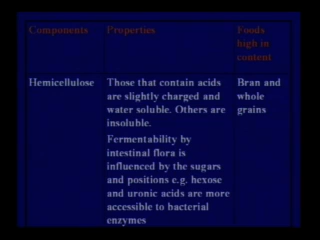 Components Properties Foods
high in
content
Hemicellulose Those that contain acids Bran and
are slightly charged and whole
water soluble. Others are grains
insoluble.
Fermentability by
intestinal flora is
influenced by the sugars
and positions e.g. hexose
and uronic acids are more
accessible to bacterial
enzymes